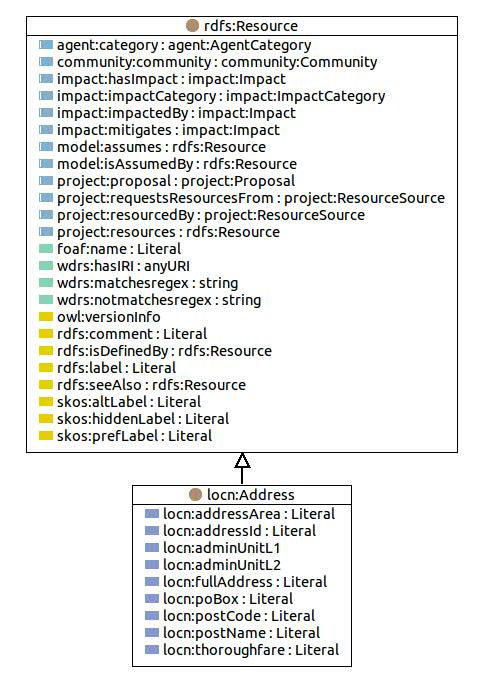 rdfs:Resource
agent:category : agent:AgentCategory
community:community : community:Community
impact:hasImpact : impact:Impact
impact:impactCategory : impact:ImpactCategory
impact:impactedBy : impact:Impact
impact:mitigates : impact:Impact
model:assumes : rdfs:Resource
model:isAssumedBy : rdfs:Resource
project:proposal : project:Proposal
project:requestsResourcesFrom : project:ResourceSource
project:resourcedBy : project:ResourceSource
project:resources : rdfs:Resource
foaf:name : Literal
wdrs:hasIRI : anyURI
wdrs:matchesregex : string
wdrs:notmatchesregex : string
owl:versionInfo
rdfs:comment : Literal
rdfs:isDefinedBy : rdfs:Resource
rdfs:label : Literal
rdfs:seeAlso : rdfs:Resource
skos:altLabel : Literal
skos:hiddenLabel : Literal
skos:prefLabel : Literal
locn:Address
locn:addressArea : Literal
locn:addressId : Literal
locn:adminUnitL1
locn:adminUnitL2
locn:fullAddress : Literal
locn:poBox : Literal
locn:postCode : Literal
locn:postName : Literal
locn:thoroughfare : Literal